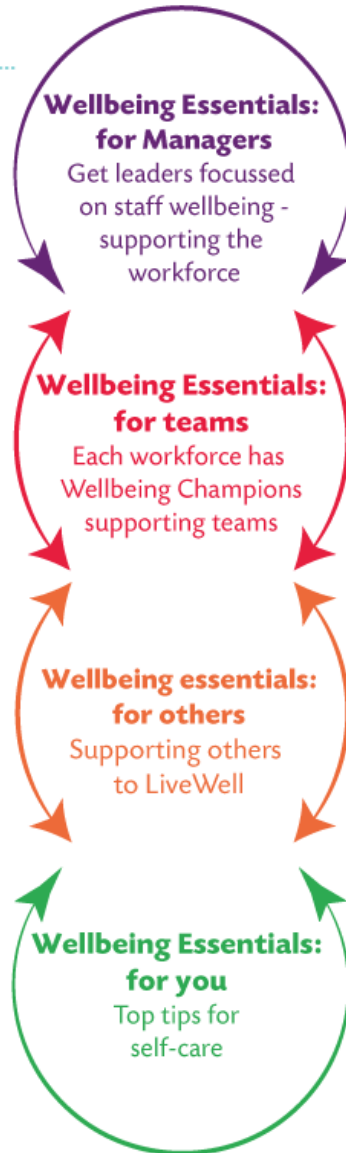 Wellbeing Essentials:
for Managers
Get leaders focussed
on staff wellbeing -
supporting the
workforce
Wellbeing Essentials:
for teams
Each workforce has
Wellbeing Champions
supporting teams
Wellbeing essentials:
for others
Supporting others
to LiveWell
Wellbeing Essentials:
for you
Top tips for
self-care